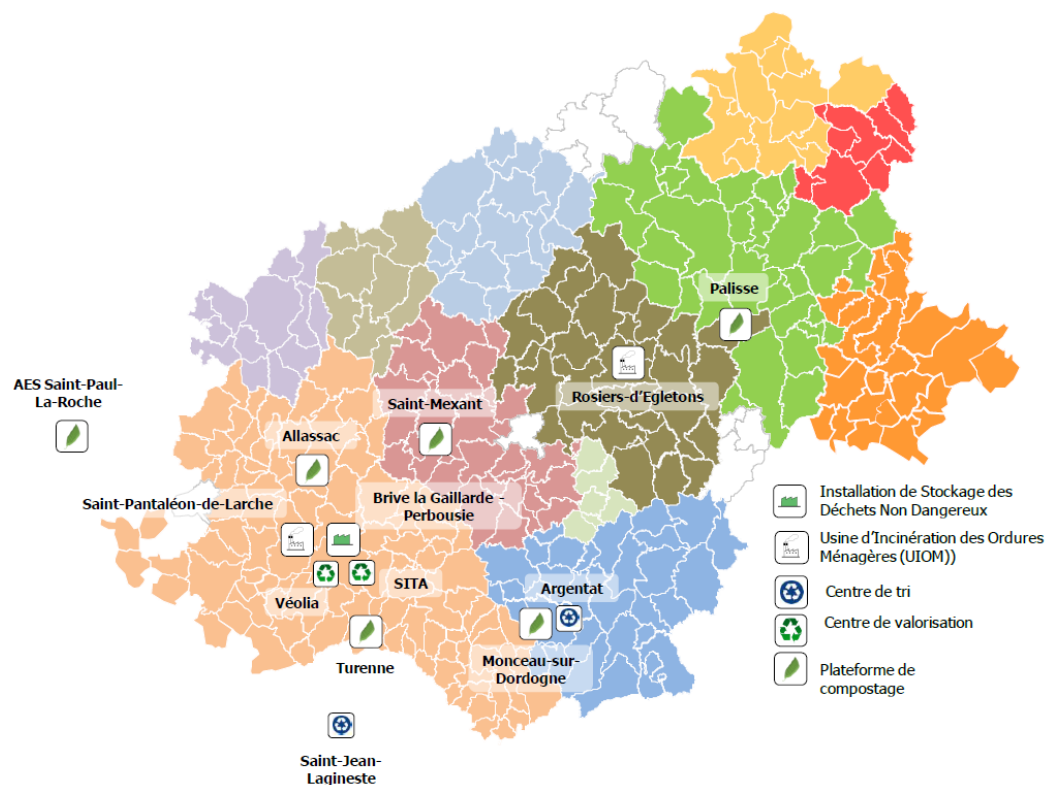 Palisse
AES Saint-Paul-
La-Roche
Saint-Mexant
Rosiers-d'Egletons
Allassac
Saint-Pantaléon-de-Larche
Brive la Gaillarde -
Perbousie
Installation de Stockage des
Déchets Non Dangereux
Usine d'Incinération des Ordures
Ménagères (UIOM))
SITA
Argentat
Centre de tri
Véolia
Centre de valorisation
Turenne
Monceau-sur-
Dordogne
Plateforme de
compostage
Saint-Jean-
Lagineste